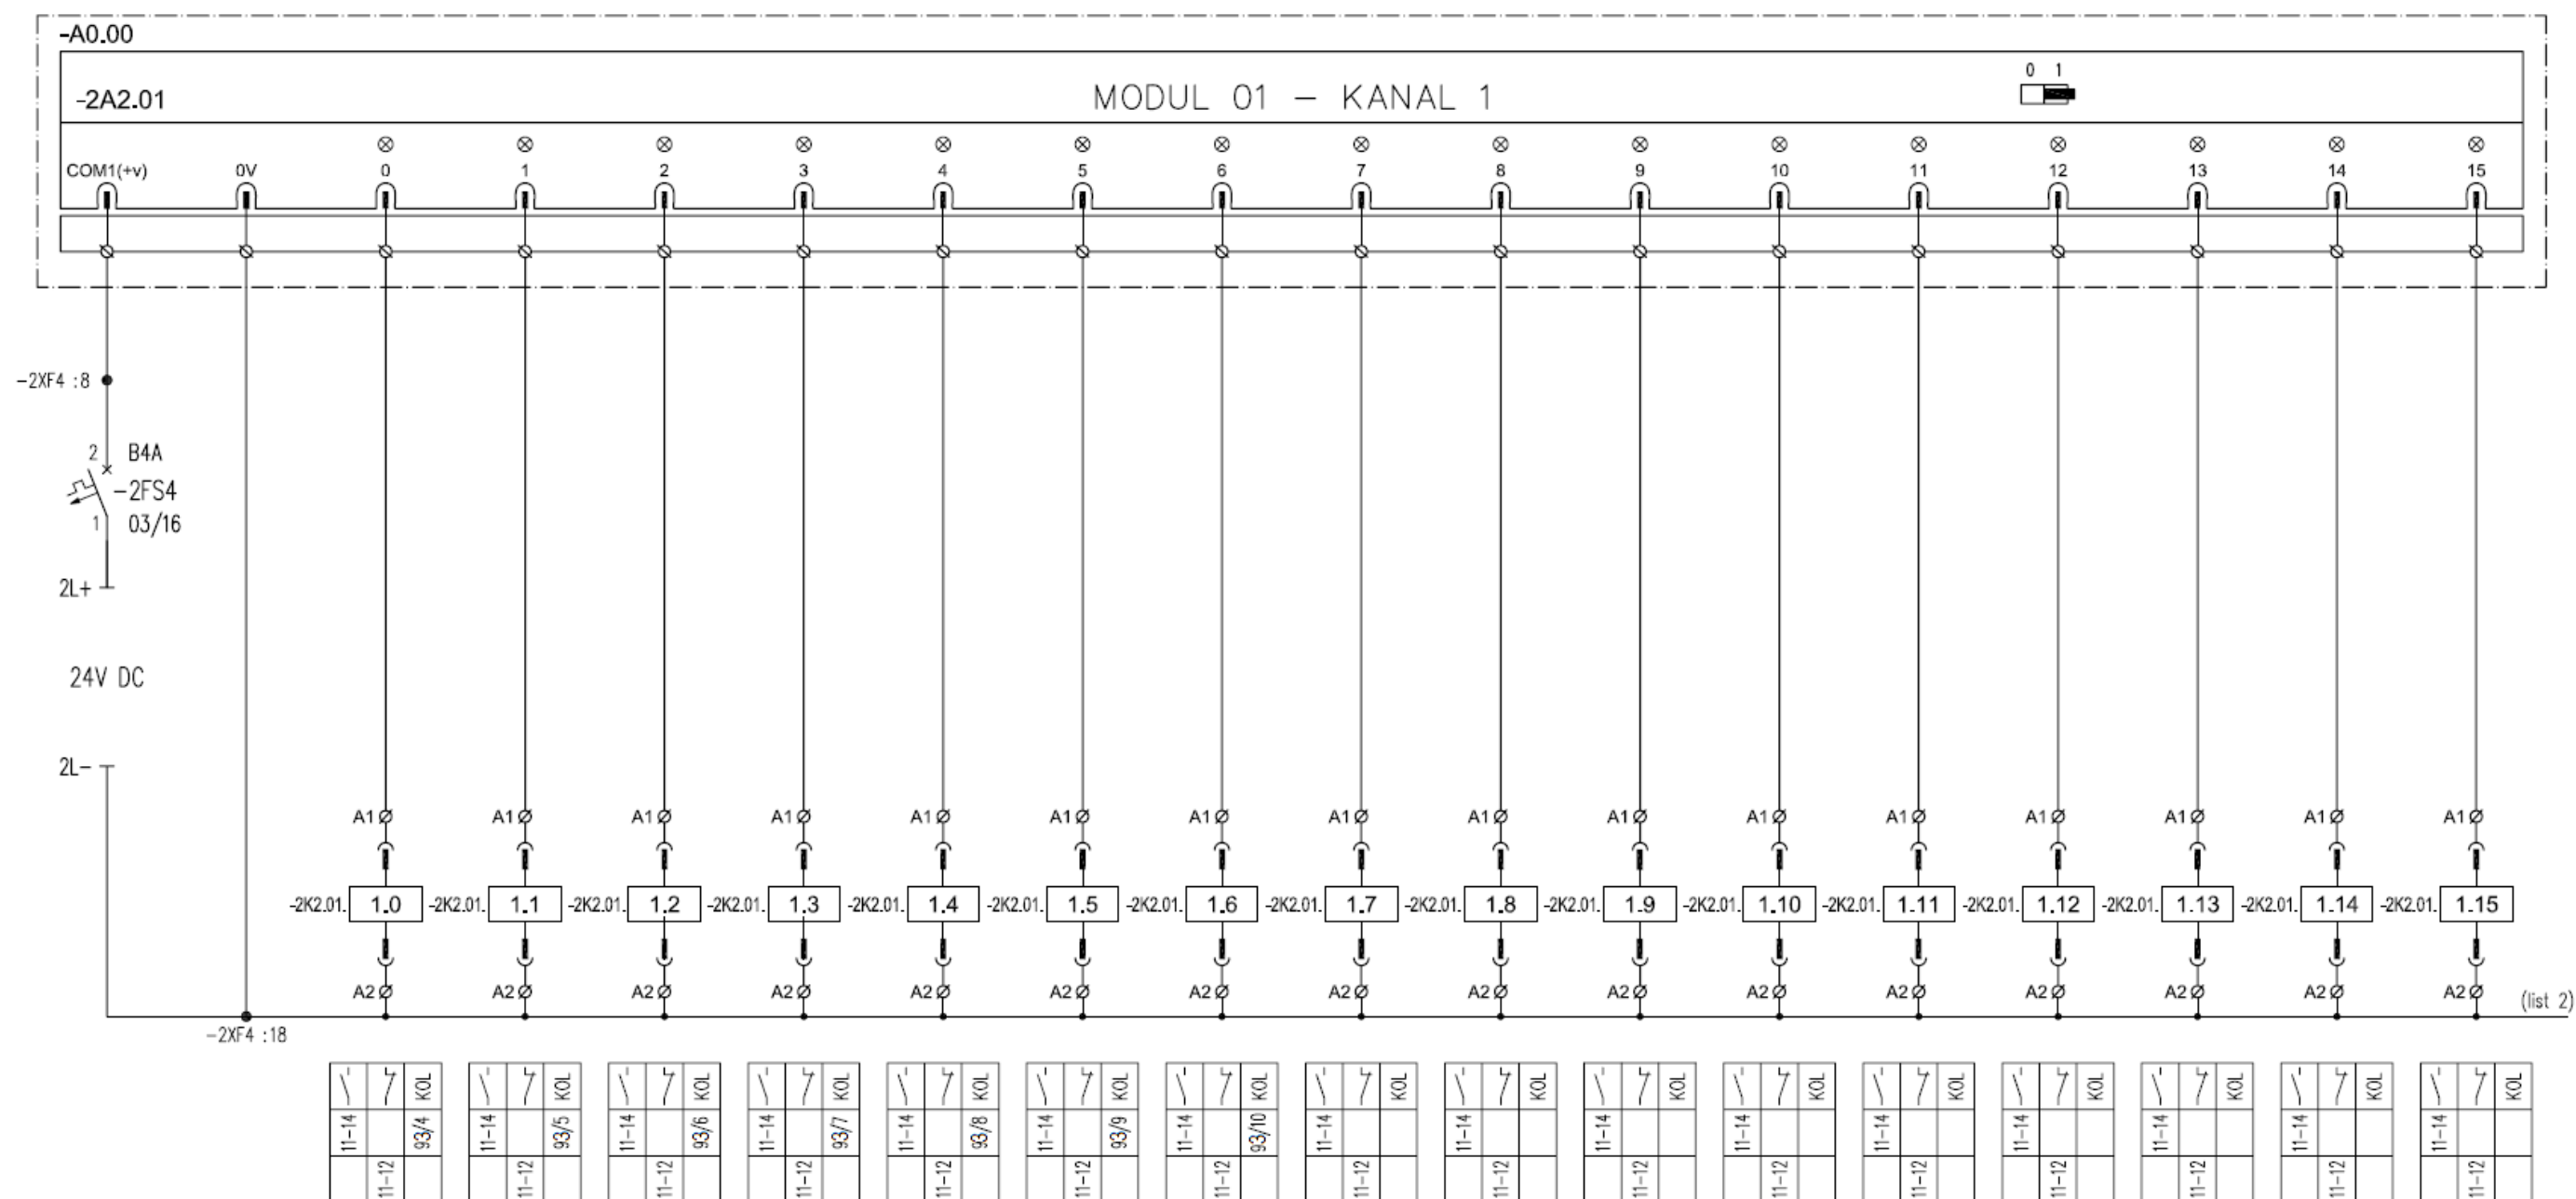 -A0.00
0 1
-2A2.01 MODUL 01 - KANAL 1
COM1(+v) 0V 0 1 2 3 4 5 6 7 8 9 10 11 12 13 14 15
-2XF4 :8
2 B4A
-2FS4
1 03/16
2L+
24V DC
2L-
A1 A1 A1 A1 A1 A1 A1 A1 A1 A1 A1 A1 A1 A1 A1 A1
-2K2.01. 1.0 -2K2.01. 1.1 -2K2.01. 1.2 -2K2.01. 1.3 -2K2.01. 1.4 -2K2.01. 1.5 -2K2.01. 1.6 -2K2.01. 1.7 -2K2.01. 1.8 -2K2.01. 1.9 -2K2.01. 1.10 -2K2.01. 1.11 -2K2.01. 1.12 -2K2.01. 1.13 -2K2.01. 1.14 -2K2.01. 1.15
A2 A2 A2 A2 A2 A2 A2 A2 A2 A2 A2 A2 A2 A2 A2 A2 (list 2)
-2XF4 :18
KOL KOL KOL KOL KOL KOL KOL KOL KOL KOL KOL KOL KOL KOL KOL KOL
11-14 93/4 11-14 93/5 11-14 93/6 11-14 93/7 11-14 93/8 11-14 93/9 11-14 93/10 11-14 11-14 11-14 11-14 11-14 11-14 11-14 11-14 11-14
11-12 11-12 11-12 11-12 11-12 11-12 11-12 11-12 11-12 11-12 11-12 11-12 11-12 11-12 11-12 11-12